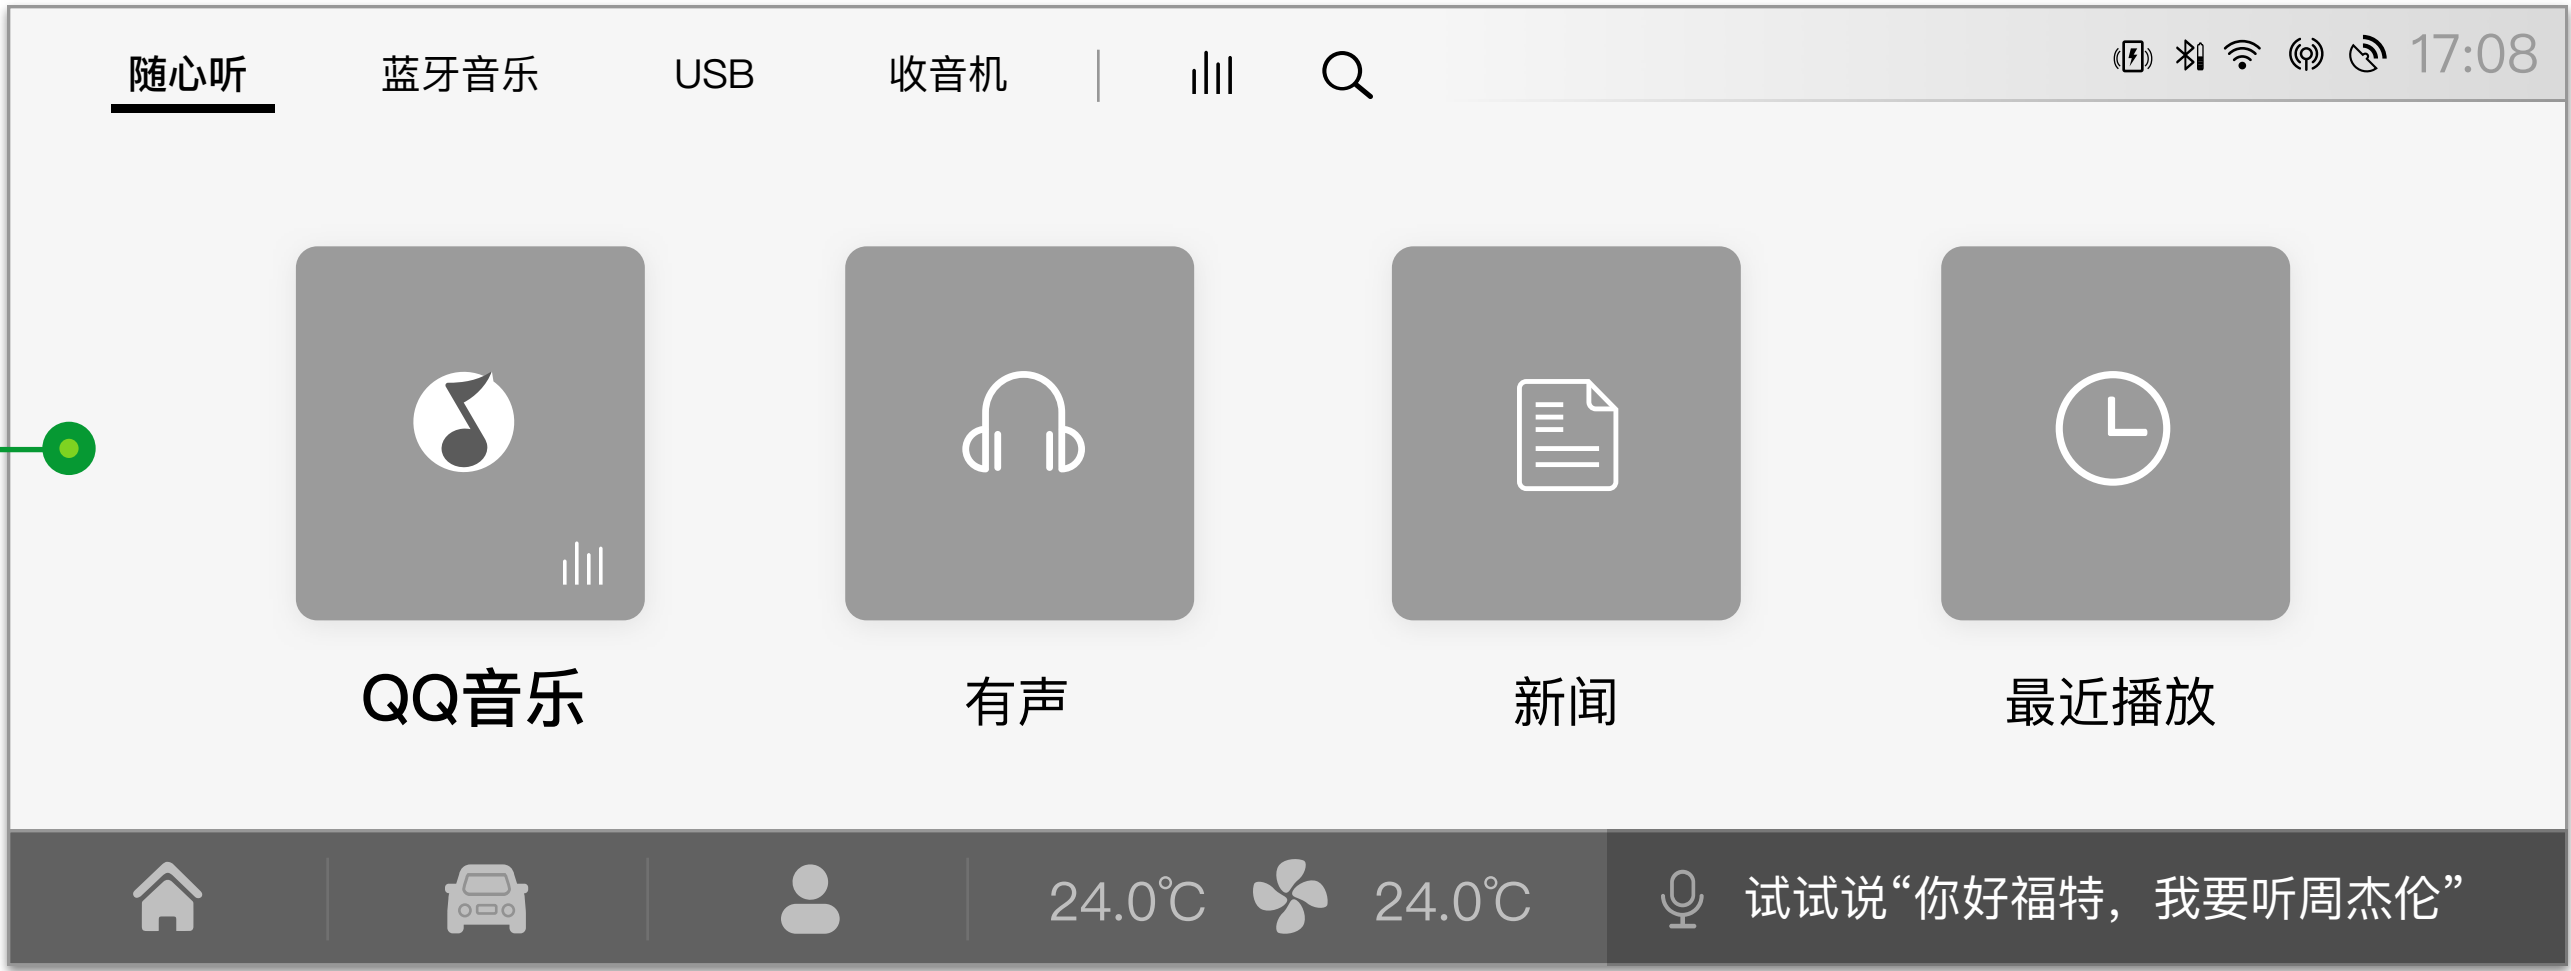 随心听 蓝牙音乐 USB 收音机 17:08
QQ音乐 有声 新闻 最近播放
24.0℃ 24.0℃ 试试说“你好福特，我要听周杰伦”